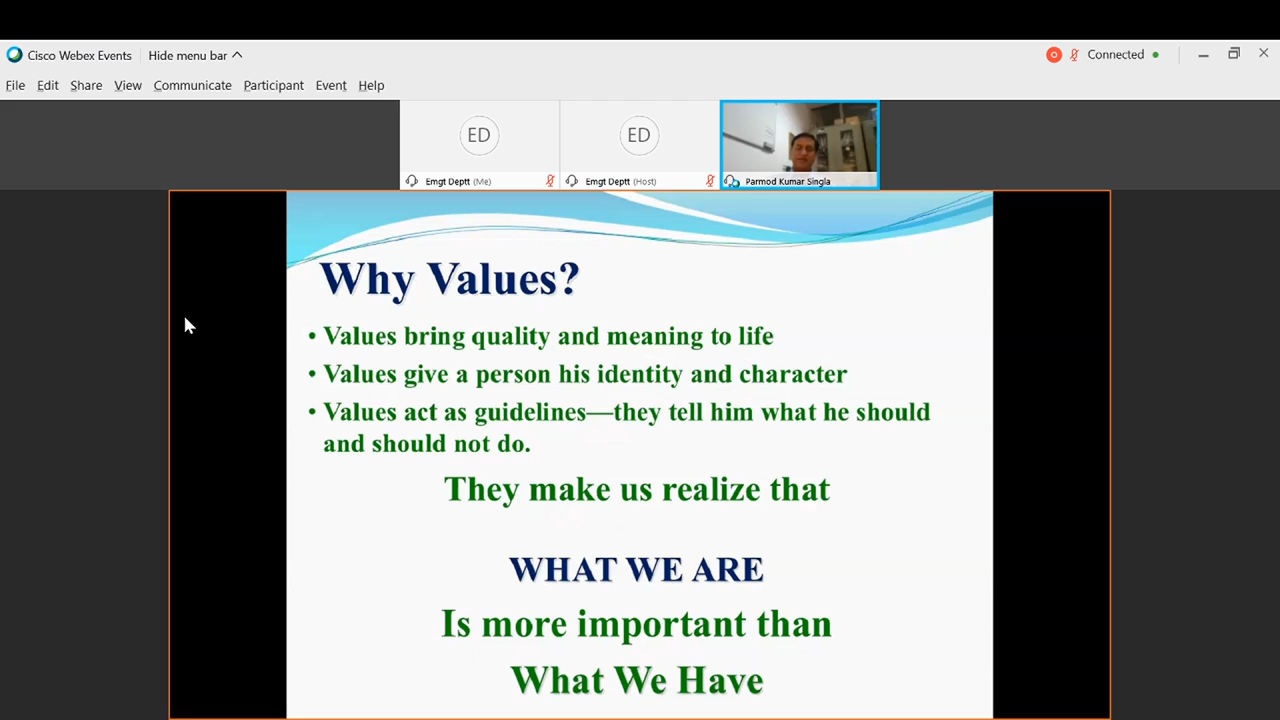 Cisco Webex Events Hide menu bar Connected
File Edit Share View Communicate Participant Event Help
ED ED
Emgt Deptt (Me) Emgt Deptt (Host) Parmod Kumar Singla
Why Values?
• Values bring quality and meaning to life
• Values give a person his identity and character
• Values act as guidelines—they tell him what he should
and should not do.
They make us realize that
WHAT WE ARE
Is more important than
What We Have